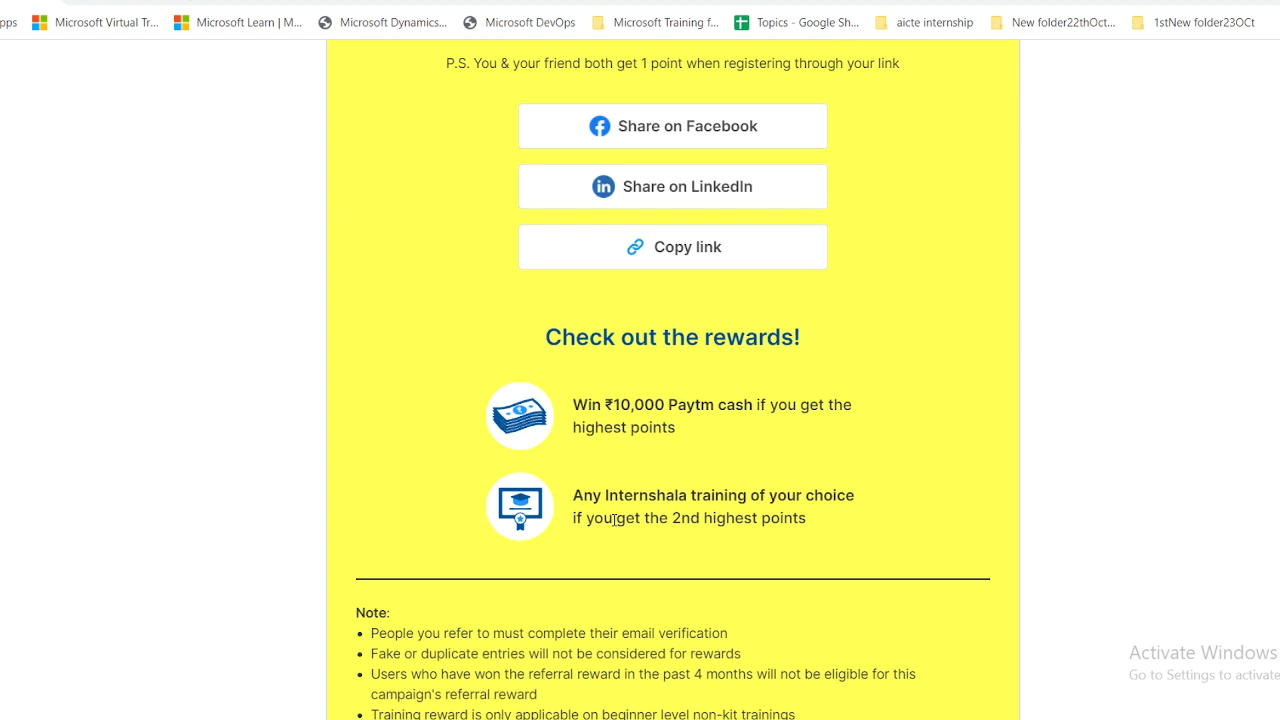 pps Microsoft Virtual Tr... Microsoft Learn | M... Microsoft Dynamics... Microsoft DevOps Microsoft Training f... Topics - Google Sh... aicte internship New folder22thOct... 1stNew folder23OCt
P.S. You & your friend both get 1 point when registering through your link
Share on Facebook
Share on LinkedIn
Copy link
Check out the rewards!
Win ₹10,000 Paytm cash if you get the
highest points
Any Internshala training of your choice
if you get the 2nd highest points
Note:
• People you refer to must complete their email verification
• Fake or duplicate entries will not be considered for rewards
• Users who have won the referral reward in the past 4 months will not be eligible for this
campaign's referral reward
• Training reward is only applicable on beginner level non-kit trainings
Activate Windows
Go to Settings to activate